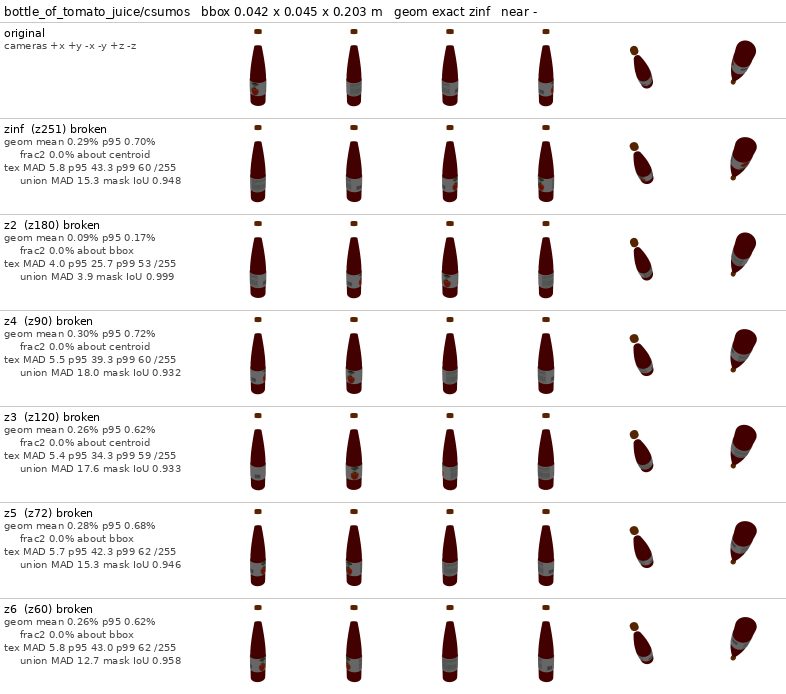 bottle_of_tomato_juice/csumos bbox 0.042 x 0.045 x 0.203 m geom exact zinf near -
original
cameras +x +y -x -y +z -z
zinf (z251) broken
geom mean 0.29% p95 0.70%
frac2 0.0% about centroid
tex MAD 5.8 p95 43.3 p99 60 /255
union MAD 15.3 mask IoU 0.948
z2 (z180) broken
geom mean 0.09% p95 0.17%
frac2 0.0% about bbox
tex MAD 4.0 p95 25.7 p99 53 /255
union MAD 3.9 mask IoU 0.999
z4 (z90) broken
geom mean 0.30% p95 0.72%
frac2 0.0% about centroid
tex MAD 5.5 p95 39.3 p99 60 /255
union MAD 18.0 mask IoU 0.932
z3 (z120) broken
geom mean 0.26% p95 0.62%
frac2 0.0% about centroid
tex MAD 5.4 p95 34.3 p99 59 /255
union MAD 17.6 mask IoU 0.933
z5 (z72) broken
geom mean 0.28% p95 0.68%
frac2 0.0% about bbox
tex MAD 5.7 p95 42.3 p99 62 /255
union MAD 15.3 mask IoU 0.946
z6 (z60) broken
geom mean 0.26% p95 0.62%
frac2 0.0% about bbox
tex MAD 5.8 p95 43.0 p99 62 /255
union MAD 12.7 mask IoU 0.958